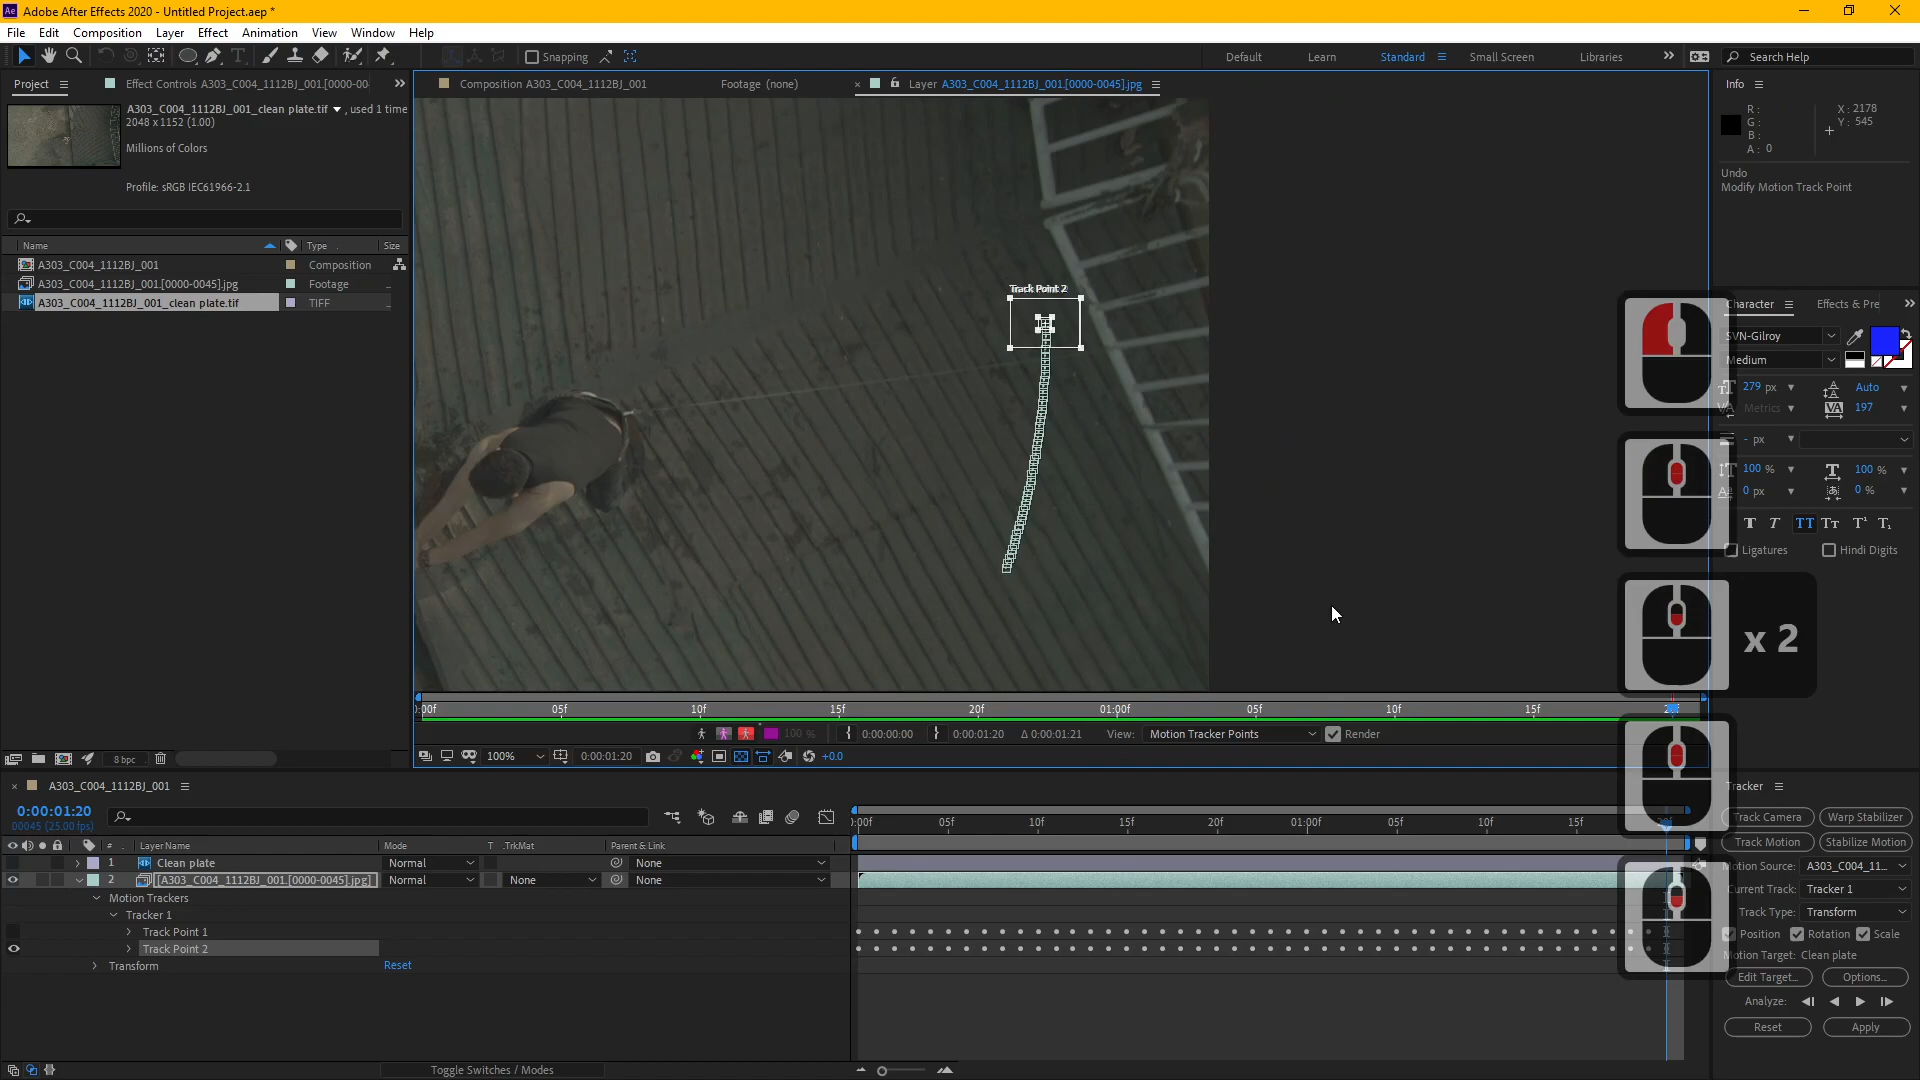 Ae Adobe After Effects 2020 - Untitled Project.aep *
File Edit Composition Layer Effect Animation View Window Help
Snapping
Default Learn Standard Small Screen Libraries Search Help
Project Effect Controls A303_C004_1112BJ_001.[0000-00
A303_C004_1112BJ_001_clean plate.tif , used 1 time
2048 x 1152 (1.00)
Millions of Colors
Profile: sRGB IEC61966-2.1
Name Type Size
A303_C004_1112BJ_001 Composition
A303_C004_1112BJ_001.[0000-0045].jpg Footage
A303_C004_1112BJ_001_clean plate.tif TIFF
8 bpc
Composition A303_C004_1112BJ_001 Footage (none) Layer A303_C004_1112BJ_001.[0000-0045].jpg
Track Point 2
:00f 05f 10f 15f 20f 01:00f 05f 10f 15f
100 % 0:00:00:00 0:00:01:20 Δ 0:00:01:21 View: Motion Tracker Points Render
100% 0:00:01:20 +0.0
Info
R: X: 2178
G: Y: 545
B:
A: 0
Undo
Modify Motion Track Point
Character Effects & Pre
SVN-Gilroy
Medium
279 px Auto
Metrics 197
- px
100 % 100 %
0 px 0 %
T T TT Tт T¹ T₁
Ligatures Hindi Digits
x 2
A303_C004_1112BJ_001
0:00:01:20
00045 (25.00 fps)
# Layer Name Mode T .TrkMat Parent & Link
1 Clean plate Normal None
2 [A303_C004_1112BJ_001.[0000-0045].jpg] Normal None None
Motion Trackers
Tracker 1
Track Point 1
Track Point 2
Transform Reset
Toggle Switches / Modes
:00f 05f 10f 15f 20f 01:00f 05f 10f 15f
Tracker
Track Camera Warp Stabilizer
Track Motion Stabilize Motion
Motion Source: A303_C004_11...
Current Track: Tracker 1
Track Type: Transform
Position Rotation Scale
Motion Target: Clean plate
Edit Target... Options...
Analyze:
Reset Apply